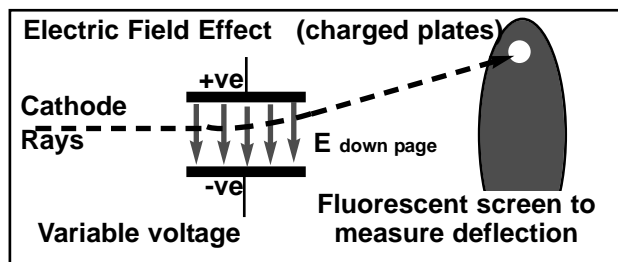 Electric Field Effect (charged plates)
+ve
Cathode
Rays
E down page
-ve
Fluorescent screen to
measure deflection
Variable voltage